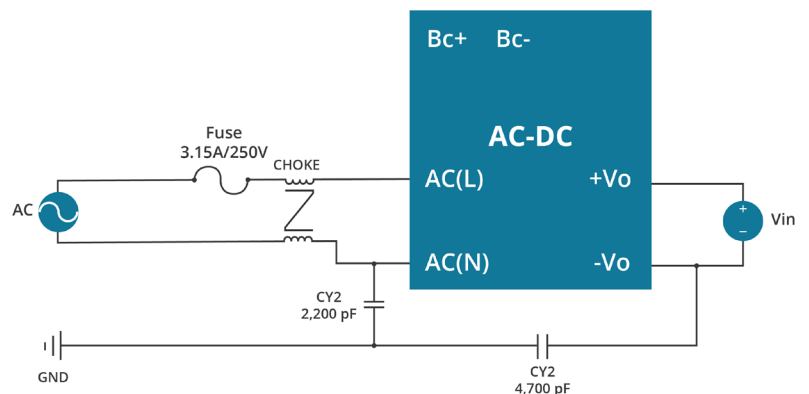 Bc+ Bc-
AC-DC
Fuse
3.15A/250V
CHOKE
AC(L)
+Vo
AC
+
Vin
−
AC(N)
-Vo
CY2
2,200 pF
GND
CY2
4,700 pF